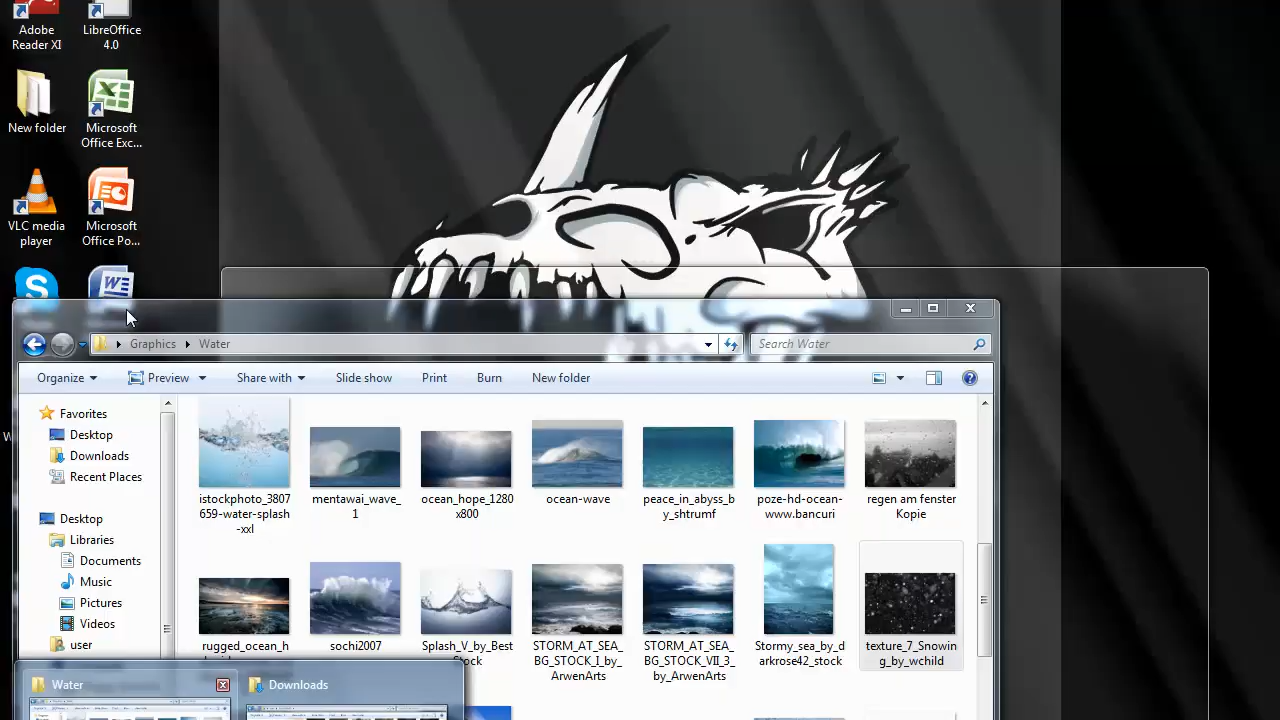 Adobe
Reader XI
LibreOffice
4.0
New folder
Microsoft
Office Exc...
VLC media
player
Microsoft
Office Po...
Graphics
Water
Search Water
Organize
Preview
Share with
Slide show
Print
Burn
New folder
Favorites
Desktop
Downloads
Recent Places
Desktop
Libraries
Documents
Music
Pictures
Videos
user
istockphoto_3807
659-water-splash
-xxl
mentawai_wave_
1
ocean_hope_1280
x800
ocean-wave
peace_in_abyss_b
y_shtrumf
poze-hd-ocean-
www.bancuri
regen am fenster
Kopie
rugged_ocean_h
sochi2007
Splash_V_by_Best
Stock
STORM_AT_SEA_
BG_STOCK_I_by_
ArwenArts
STORM_AT_SEA_
BG_STOCK_VII_3_
by_ArwenArts
Stormy_sea_by_d
arkrose42_stock
texture_7_Snowin
g_by_wchild
Water
Downloads